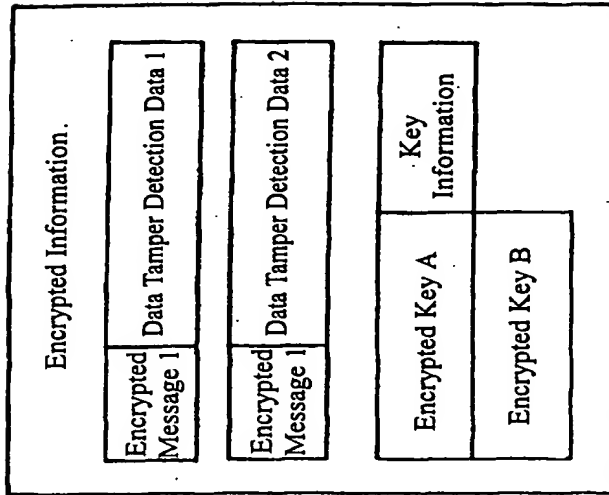 Encrypted Information.
Encrypted
Message 1
Data Tamper Detection Data 1
Encrypted
Message 1
Data Tamper Detection Data 2
Encrypted Key A
Key
Information
Encrypted Key B